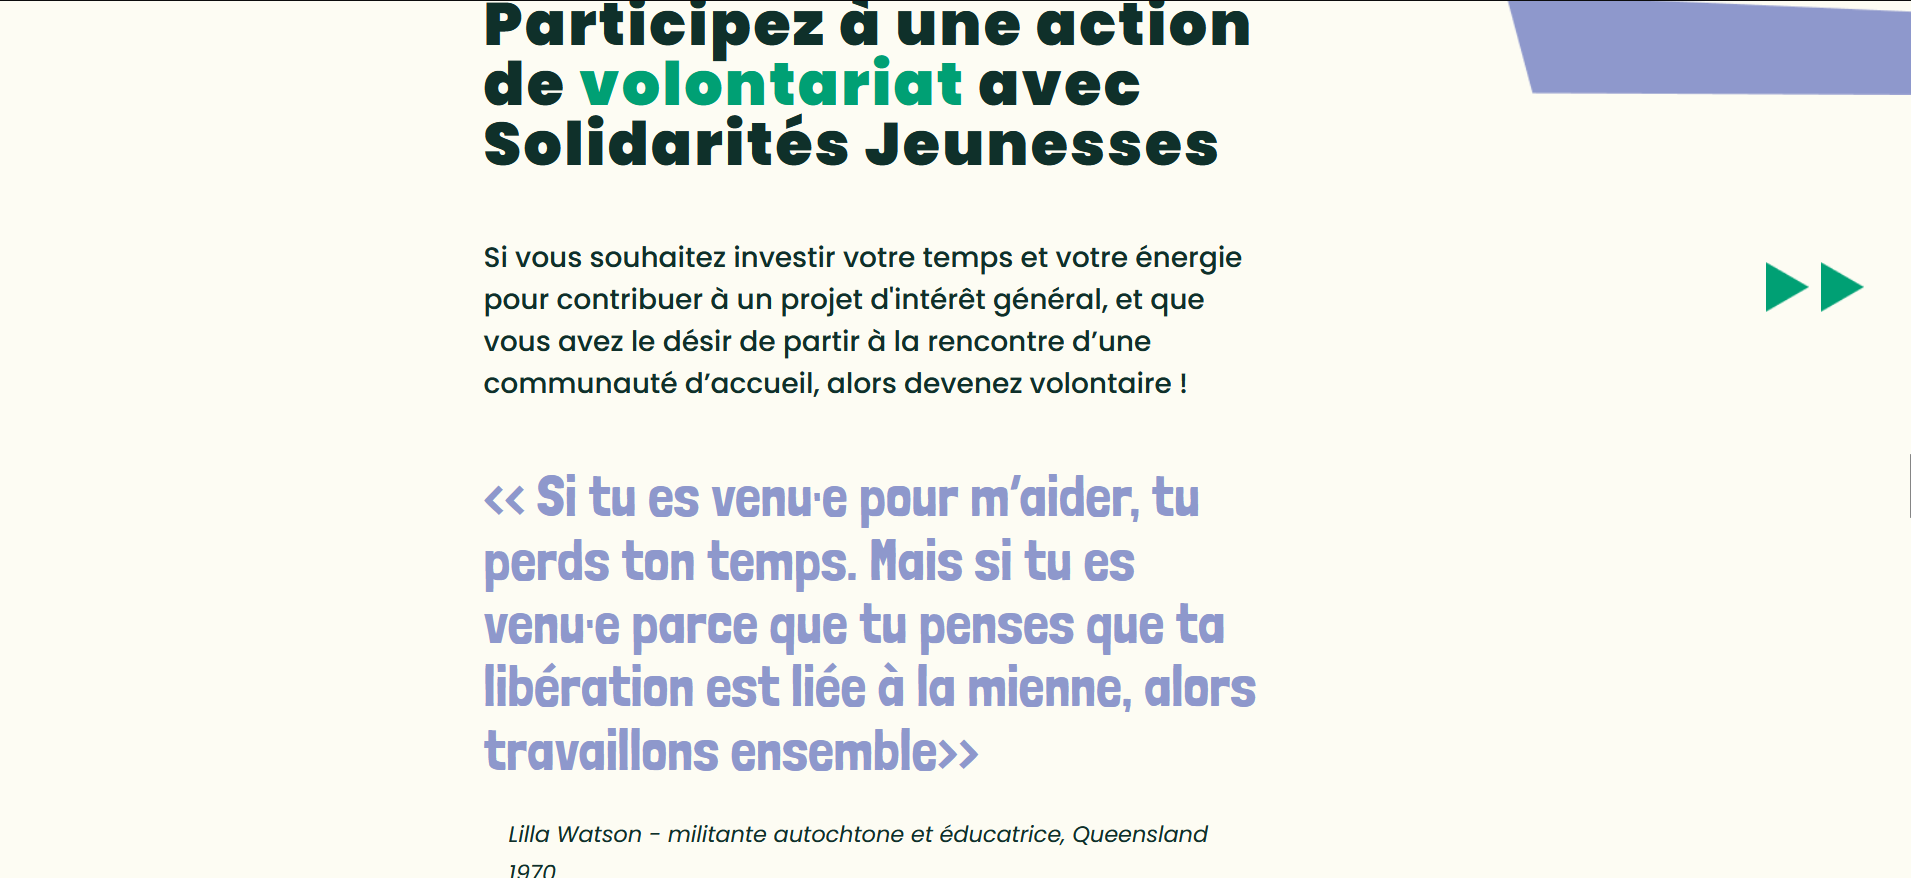 Participez à une action
de volontariat avec
Solidarités Jeunesses
Si vous souhaitez investir votre temps et votre énergie
pour contribuer à un projet d'intérêt général, et que
vous avez le désir de partir à la rencontre d’une
communauté d’accueil, alors devenez volontaire !
<< Si tu es venu·e pour m’aider, tu
perds ton temps. Mais si tu es
venu·e parce que tu penses que ta
libération est liée à la mienne, alors
travaillons ensemble>>
Lilla Watson - militante autochtone et éducatrice, Queensland
1970